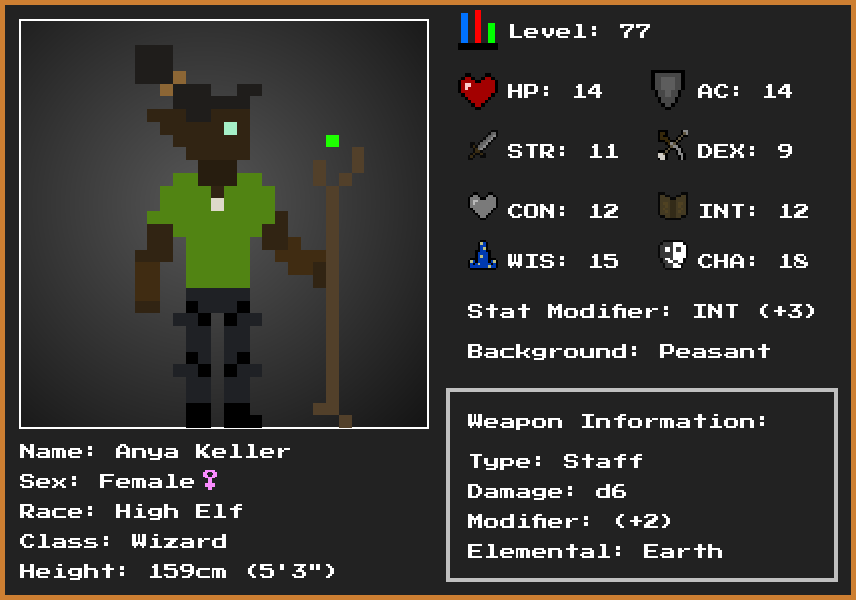 Level: 77
HP: 14
AC: 14
STR: 11
DEX: 9
CON: 12
INT: 12
WIS: 15
CHA: 18
Stat Modifier: INT (+3)
Background: Peasant
Weapon Information:
Type: Staff
Damage: d6
Modifier: (+2)
Elemental: Earth
Name: Anya Keller
Sex: Female♀
Race: High Elf
Class: Wizard
Height: 159cm (5'3")